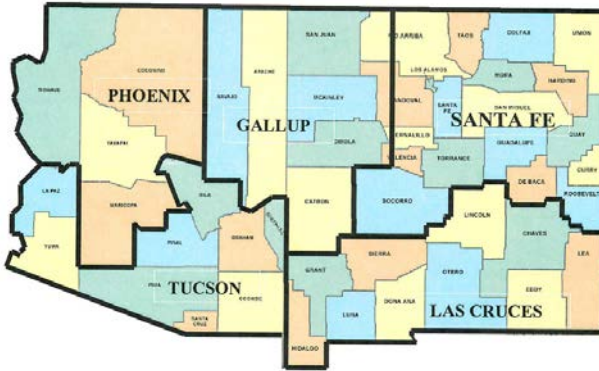 SAN JUAN
RIO ARRIBA
TAOS
COLFAX
UNION
MOHAVE
COCONINO
APACHE
LOS ALAMOS
MORA
HARDING
PHOENIX
NAVAJO
MCKINLEY
SANDOVAL
SANTA FE
SAN MIGUEL
GALLUP
SANTA FE
BERNALILLO
YAVAPAI
CIBOLA
GUADALUPE
QUAY
VALENCIA
TORRANCE
CURRY
LA PAZ
GILA
DE BACA
ROOSEVELT
MARICOPA
CATRON
SOCORRO
LINCOLN
YUMA
PINAL
GRAHAM
SIERRA
CHAVES
LEA
GRANT
OTERO
PIMA
TUCSON
DONA ANA
EDDY
LUNA
LAS CRUCES
SANTA CRUZ
HIDALGO